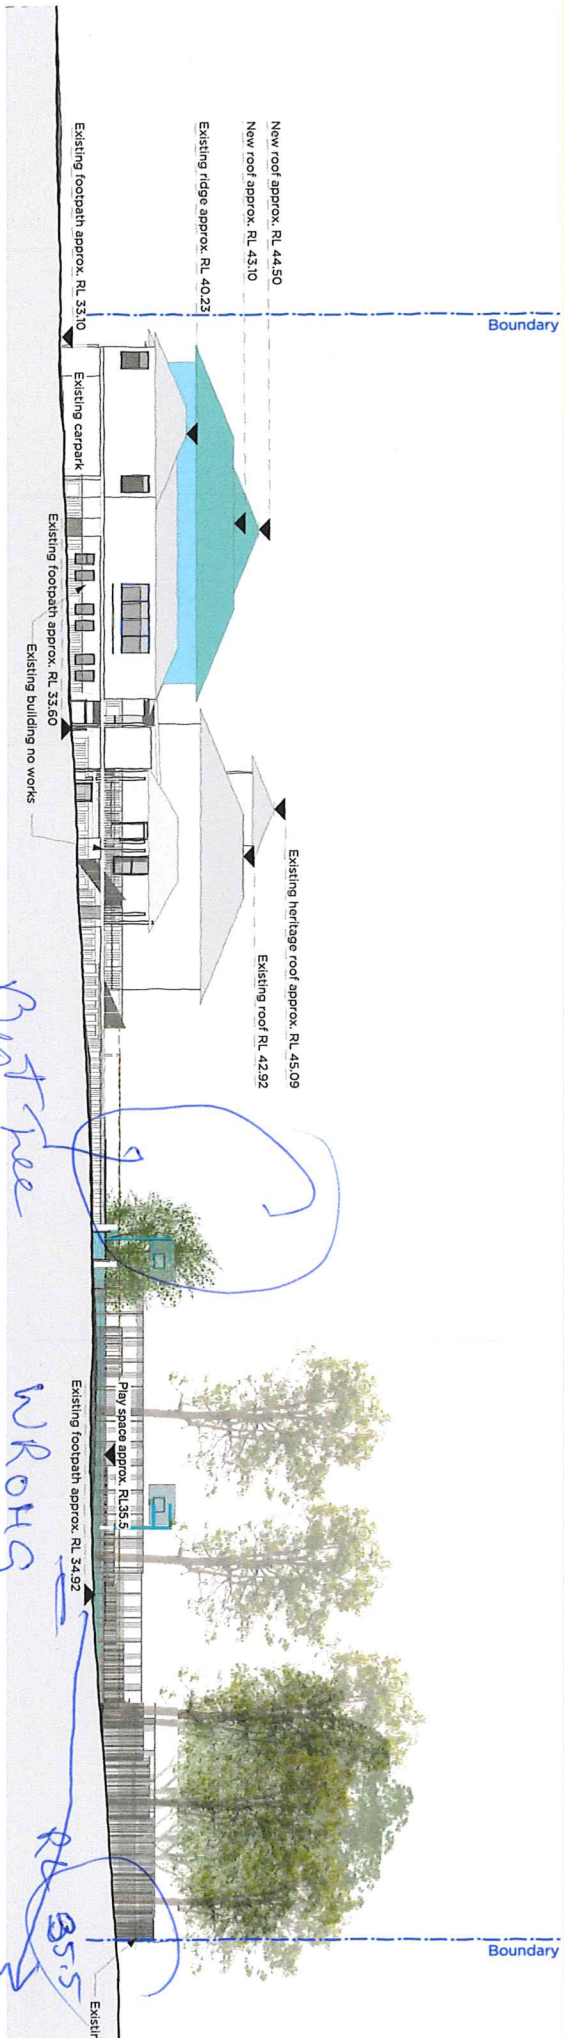 Boundary
New roof approx. RL 44.50
New roof approx. RL 43.10
Existing ridge approx. RL 40.23
Existing footpath approx. RL 33.10
Existing carpark
Existing footpath approx. RL 33.60
Existing building no works
Existing heritage roof approx. RL 45.09
Existing roof RL 42.92
Tree
Play space approx. RL35.5
Existing footpath approx. RL 34.92
WRONG
RL 35.5
Boundary